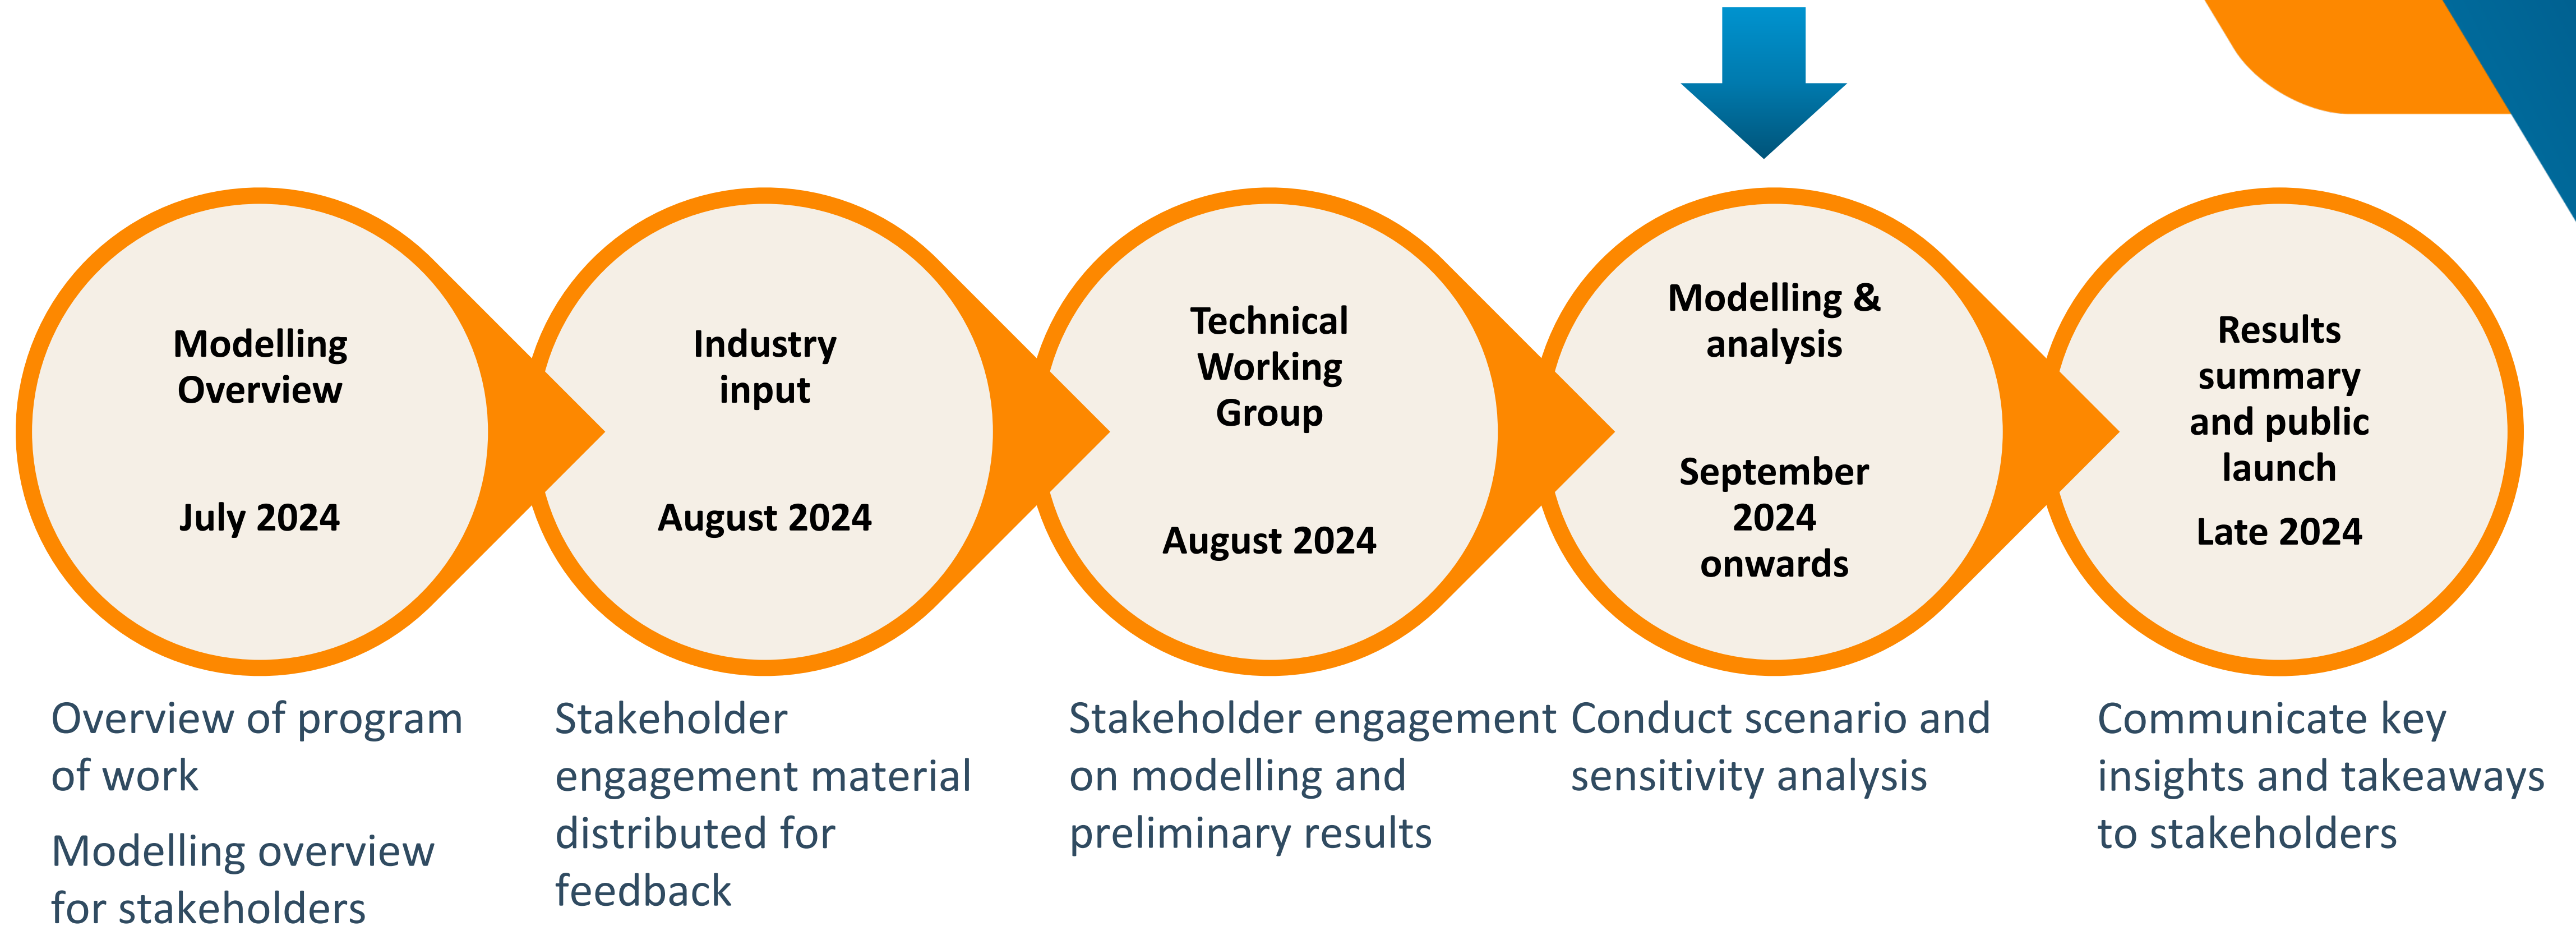 Modelling
Overview
July 2024
Overview of program
of work
Modelling overview
for stakeholders
Industry
input
August 2024
Stakeholder
engagement material
distributed for
feedback
Technical
Working
Group
August 2024
Stakeholder engagement
on modelling and
preliminary results
Modelling &
analysis
September
2024
onwards
Conduct scenario and
sensitivity analysis
Results
summary
and public
launch
Late 2024
Communicate key
insights and takeaways
to stakeholders